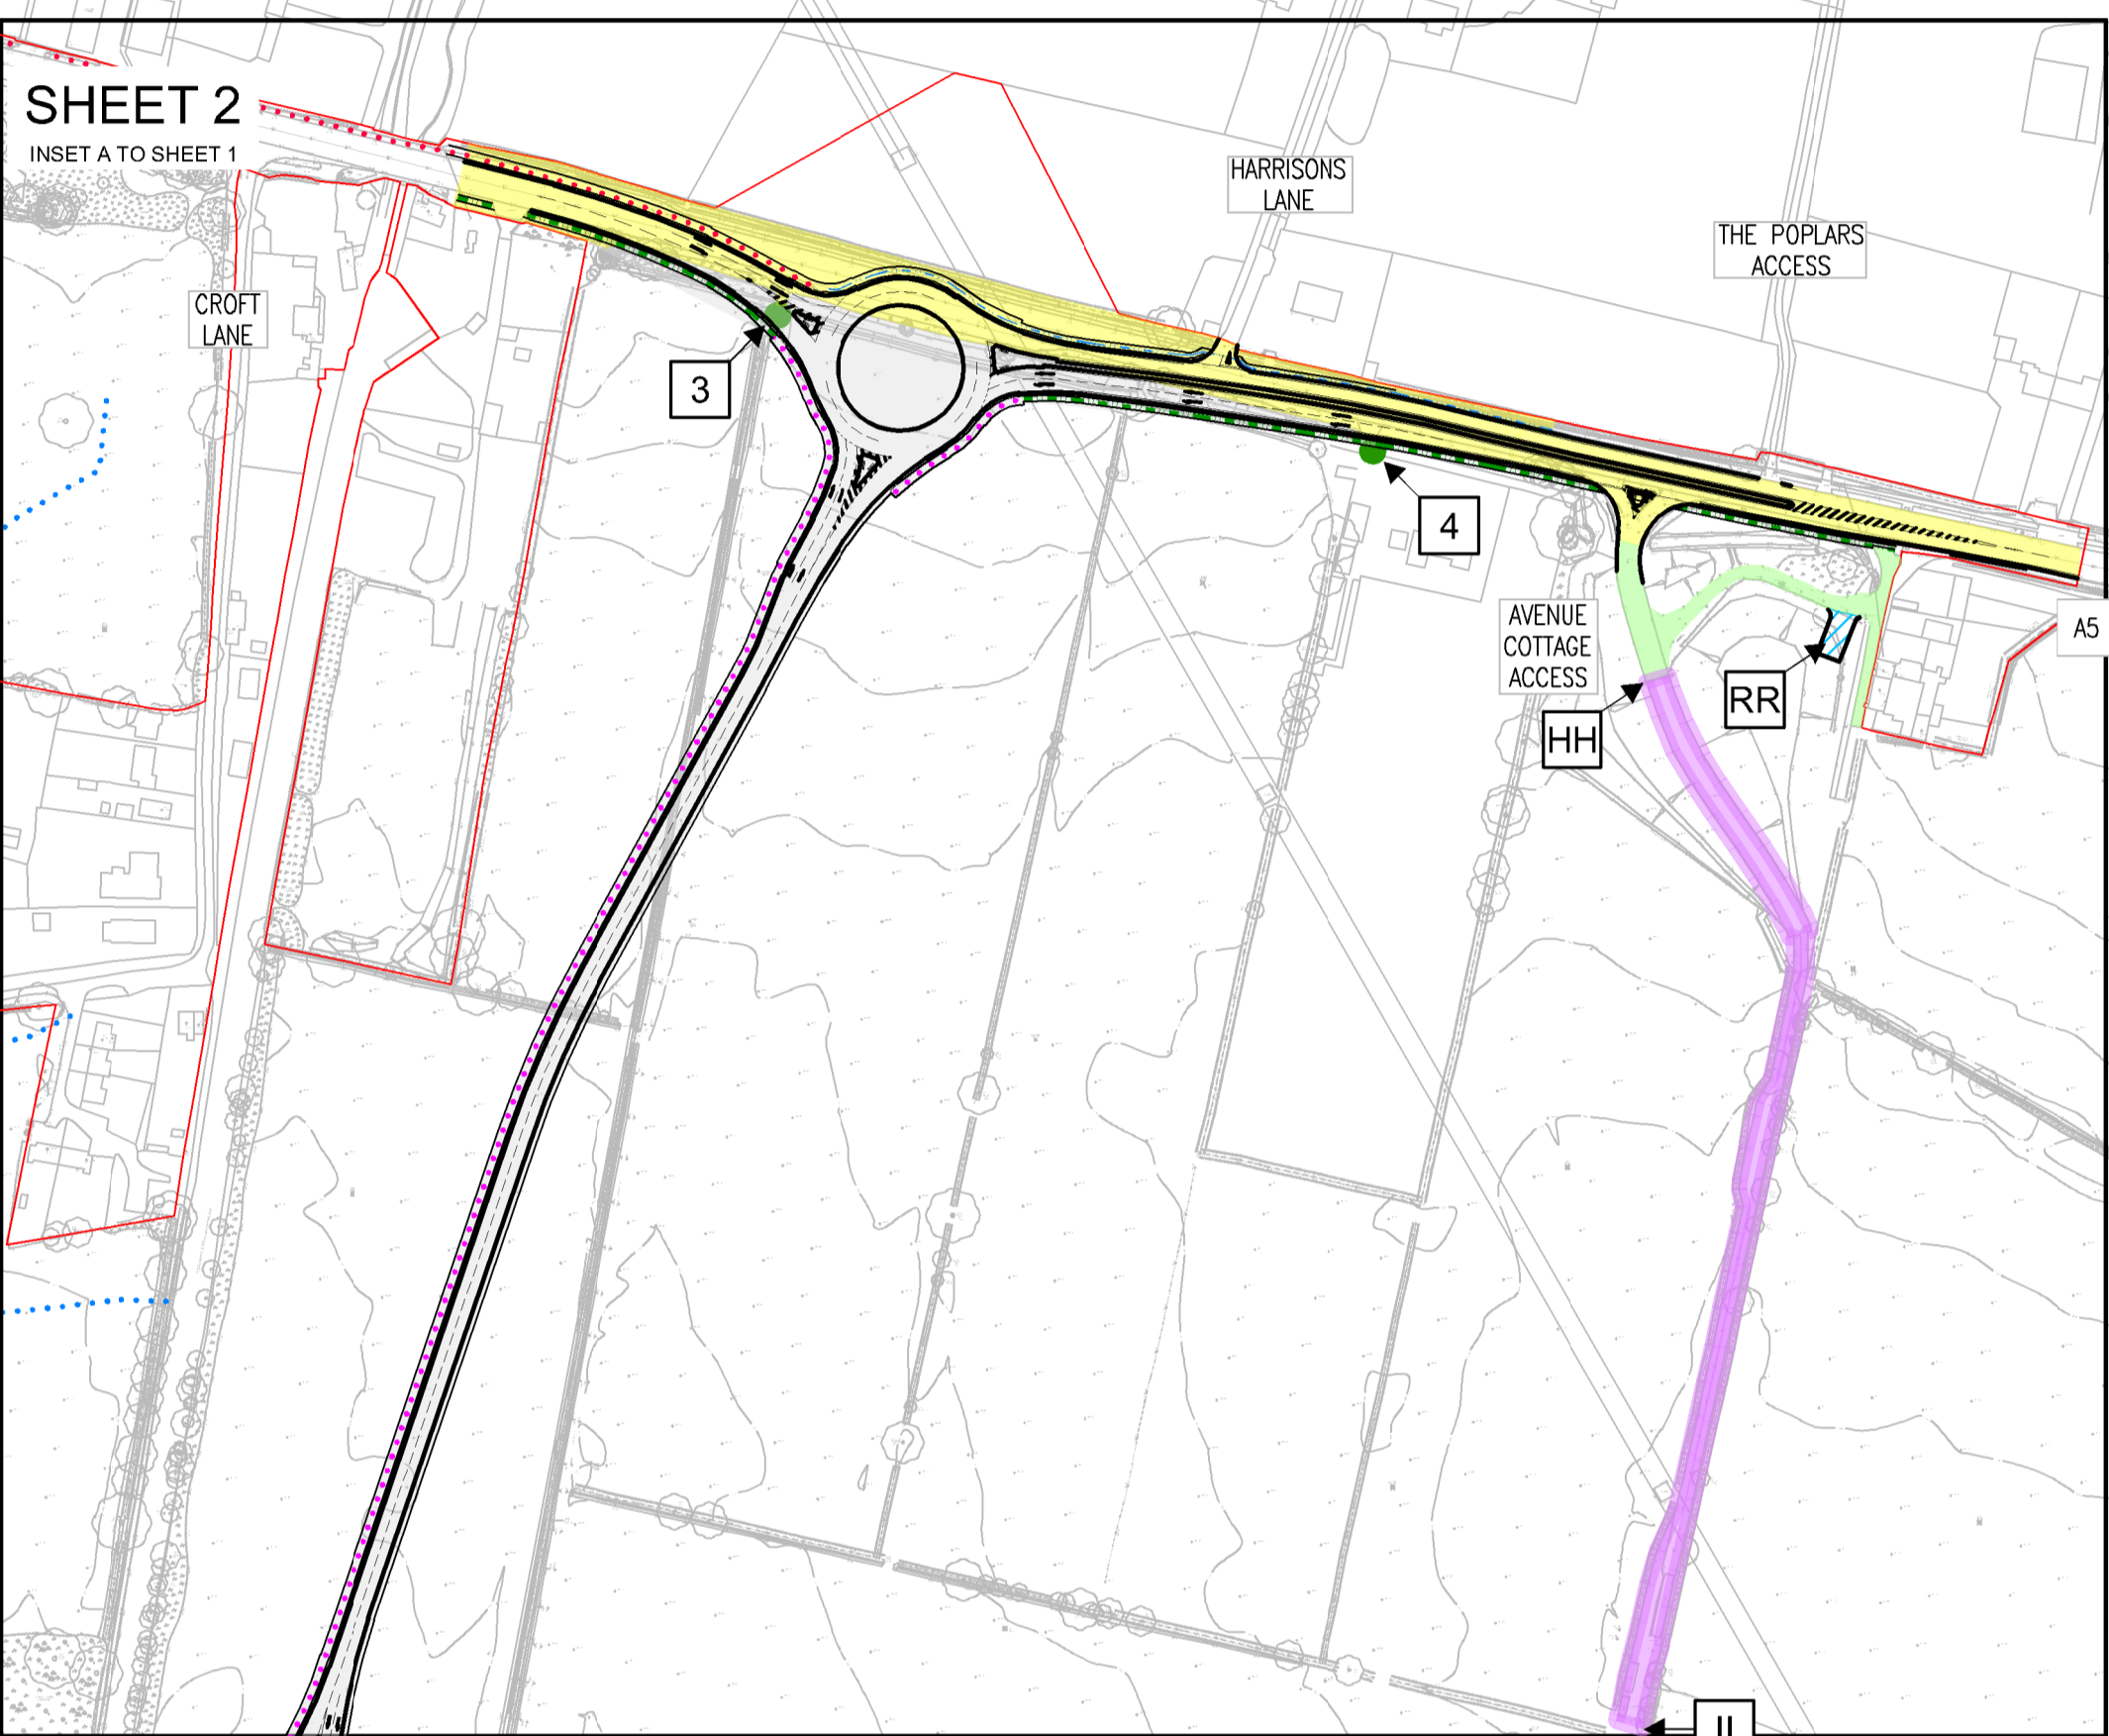 SHEET 2
INSET A TO SHEET 1
HARRISONS
LANE
THE POPLARS
ACCESS
CROFT
LANE
3
4
AVENUE
COTTAGE
ACCESS
A5
RR
HH